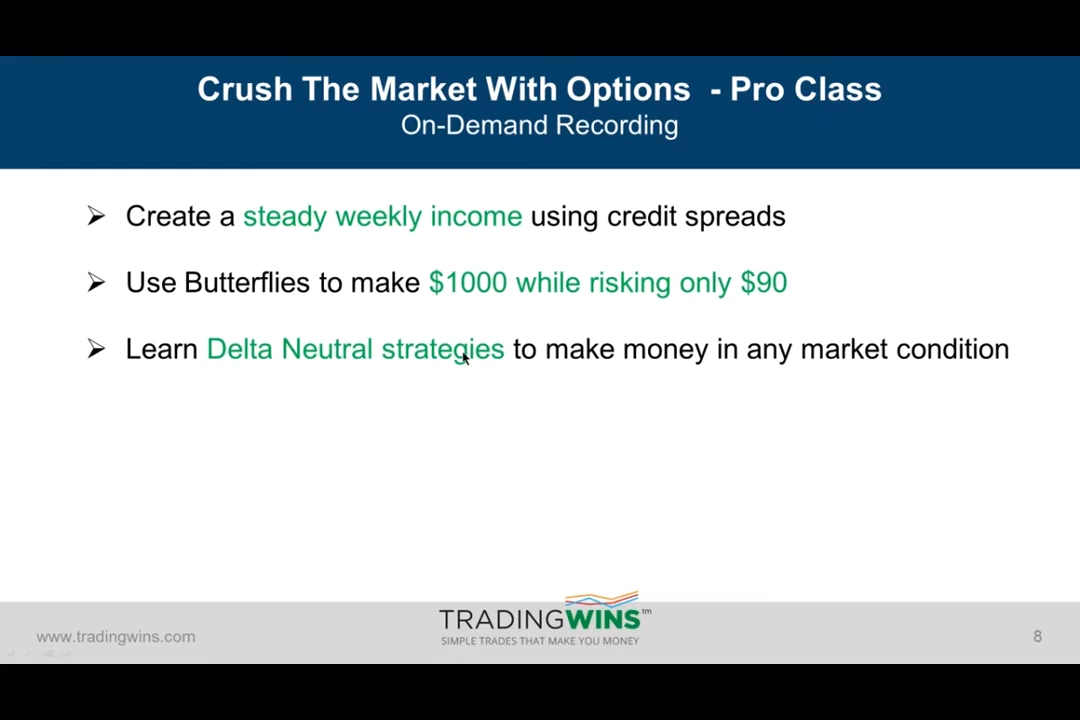 Crush The Market With Options - Pro Class
On-Demand Recording
➢ Create a steady weekly income using credit spreads
➢ Use Butterflies to make $1000 while risking only $90
➢ Learn Delta Neutral strategies to make money in any market condition
www.tradingwins.com
TRADINGWINS™
SIMPLE TRADES THAT MAKE YOU MONEY
8